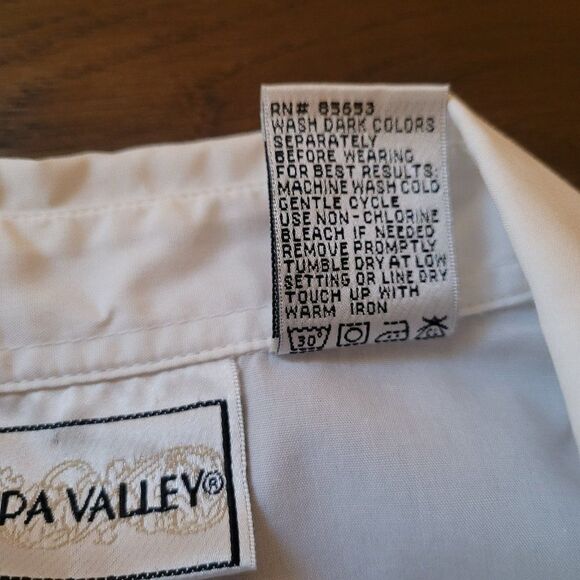 RN# 85653
WASH DARK COLORS
SEPARATELY
BEFORE WEARING
FOR BEST RESULTS:
MACHINE WASH COLD
GENTLE CYCLE
USE NON-CHLORINE
BLEACH IF NEEDED
REMOVE PROMPTLY
TUMBLE DRY AT LOW
SETTING OR LINE DRY
TOUCH UP WITH
WARM IRON
30°
PA VALLEY®